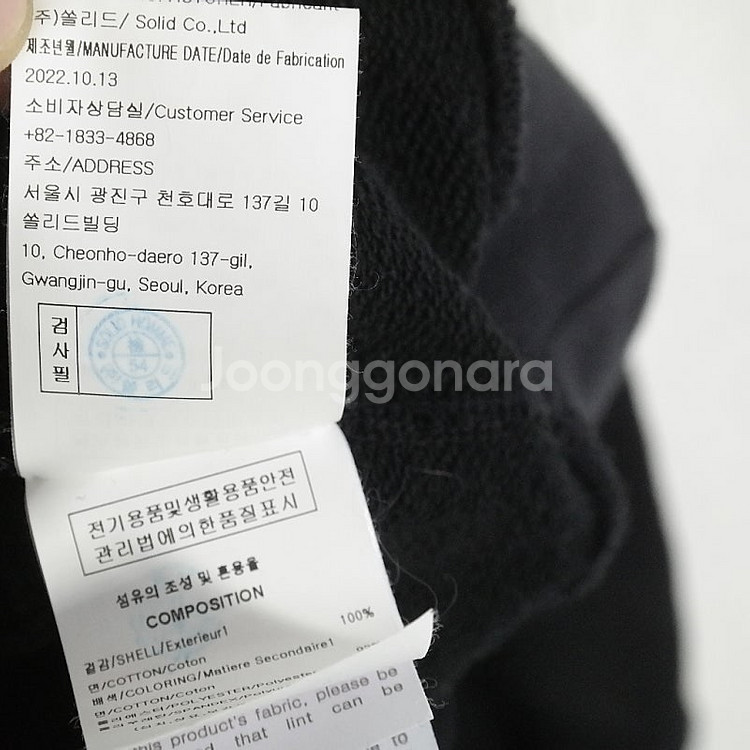 주)쏠리드/ Solid Co.,Ltd
제조년월/MANUFACTURE DATE/Date de Fabrication
2022.10.13
소비자상담실/Customer Service
+82-1833-4868
주소/ADDRESS
서울시 광진구 천호대로 137길 10
쏠리드빌딩
10, Cheonho-daero 137-gil,
Gwangjin-gu, Seoul, Korea
검사필
54
Joonggonara
전기용품및생활용품안전
관리법에의한품질표시
섬유의 조성 및 혼용율
COMPOSITION
겉감/SHELL/Exterieur1
면/COTTON/Coton 100%
배색/COLORING/Matiere Secondaire1
면/COTTON/Coton
this product's fabric, please be
that lint can be
to